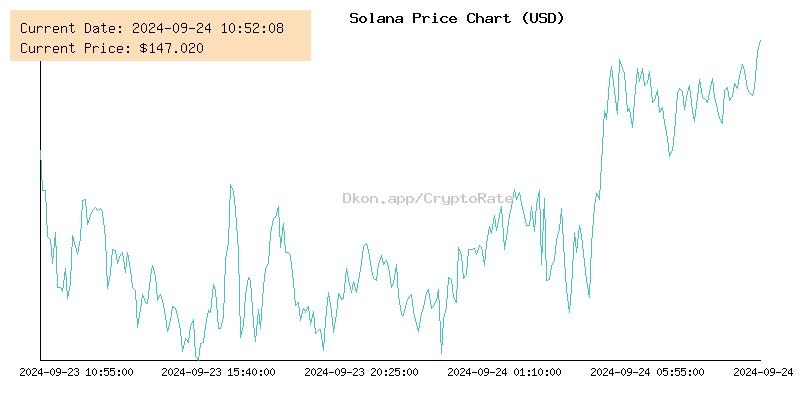 Solana Price Chart (USD)
Current Date: 2024-09-24 10:52:08
Current Price: $147.020
Dkon.app/CryptoRate
2024-09-23 10:55:00
2024-09-23 15:40:00
2024-09-23 20:25:00
2024-09-24 01:10:00
2024-09-24 05:55:00
2024-09-24